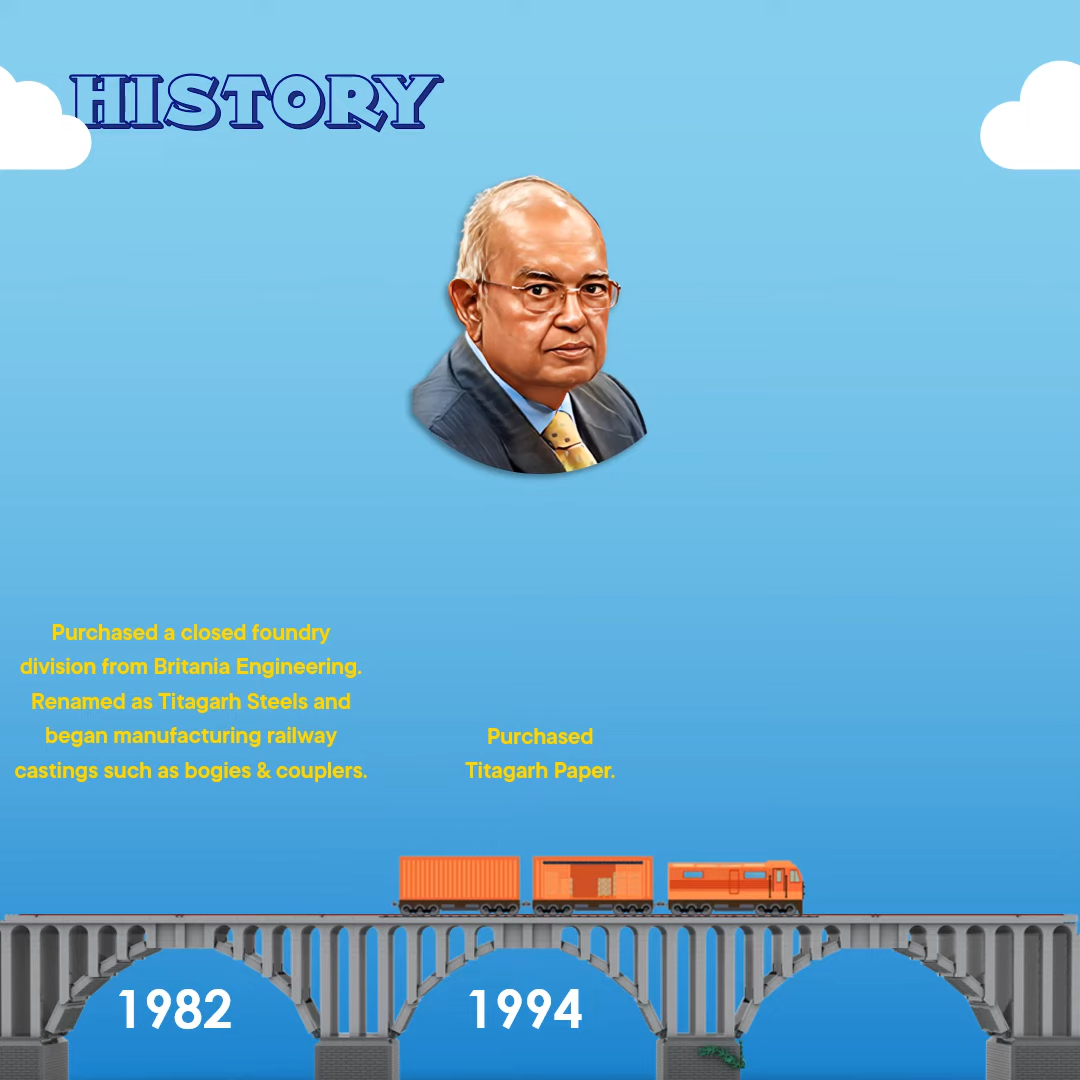 HISTORY
Purchased a closed foundry
division from Britania Engineering.
Renamed as Titagarh Steels and
began manufacturing railway
castings such as bogies & couplers.
Purchased
Titagarh Paper.
1982
1994